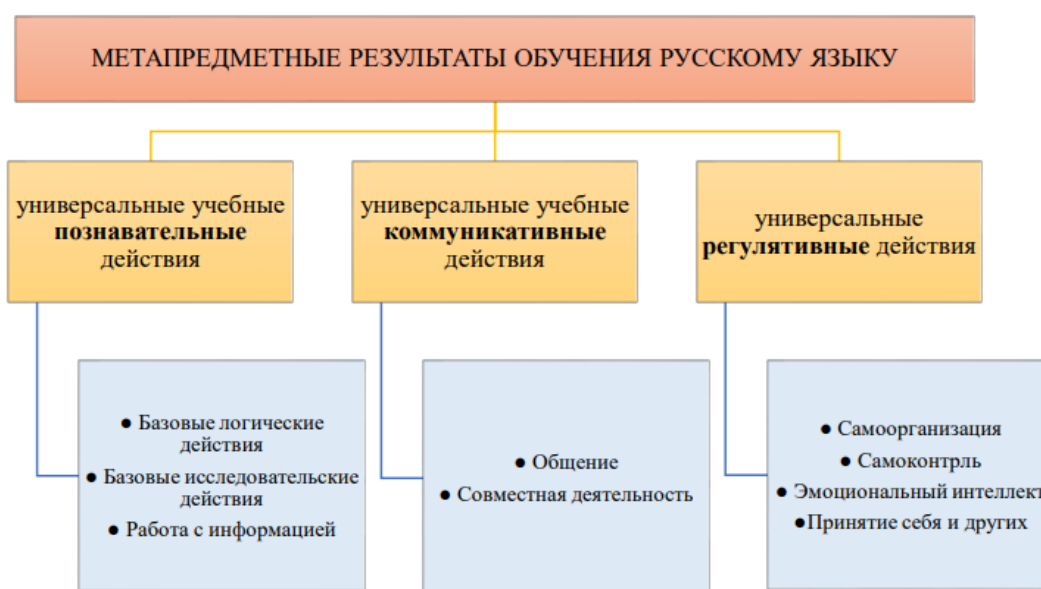 МЕТАПРЕДМЕТНЫЕ РЕЗУЛЬТАТЫ ОБУЧЕНИЯ РУССКОМУ ЯЗЫКУ
универсальные учебные
познавательные
действия
универсальные учебные
коммуникативные
действия
универсальные
регулятивные действия
● Базовые логические
действия
● Базовые исследовательские
действия
● Работа с информацией
● Общение
● Совместная деятельность
● Самоорганизация
● Самоконтрль
● Эмоциональный интеллект
●Принятие себя и других